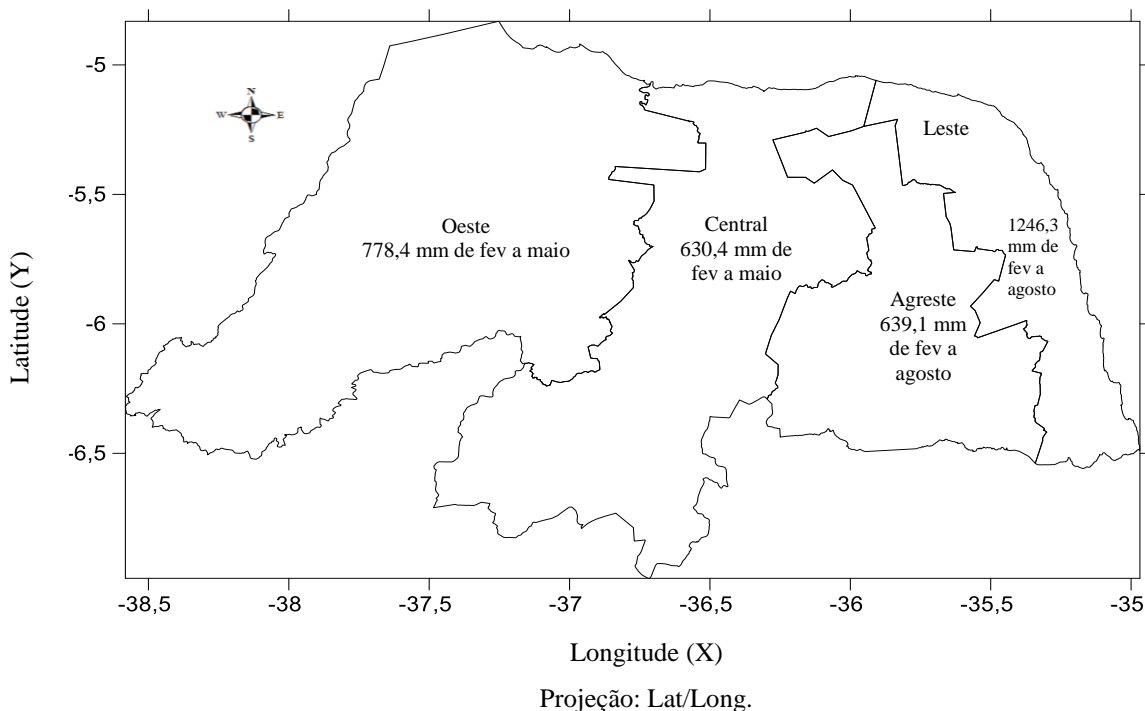 N
W E
S
-5
-5,5
-6
-6,5
Latitude (Y)
Oeste
778,4 mm de fev a maio
Central
630,4 mm de
fev a maio
Leste
1246,3
mm de
fev a
agosto
Agreste
639,1 mm
de fev a
agosto
-38,5 -38 -37,5 -37 -36,5 -36 -35,5 -35
Longitude (X)
Projeção: Lat/Long.